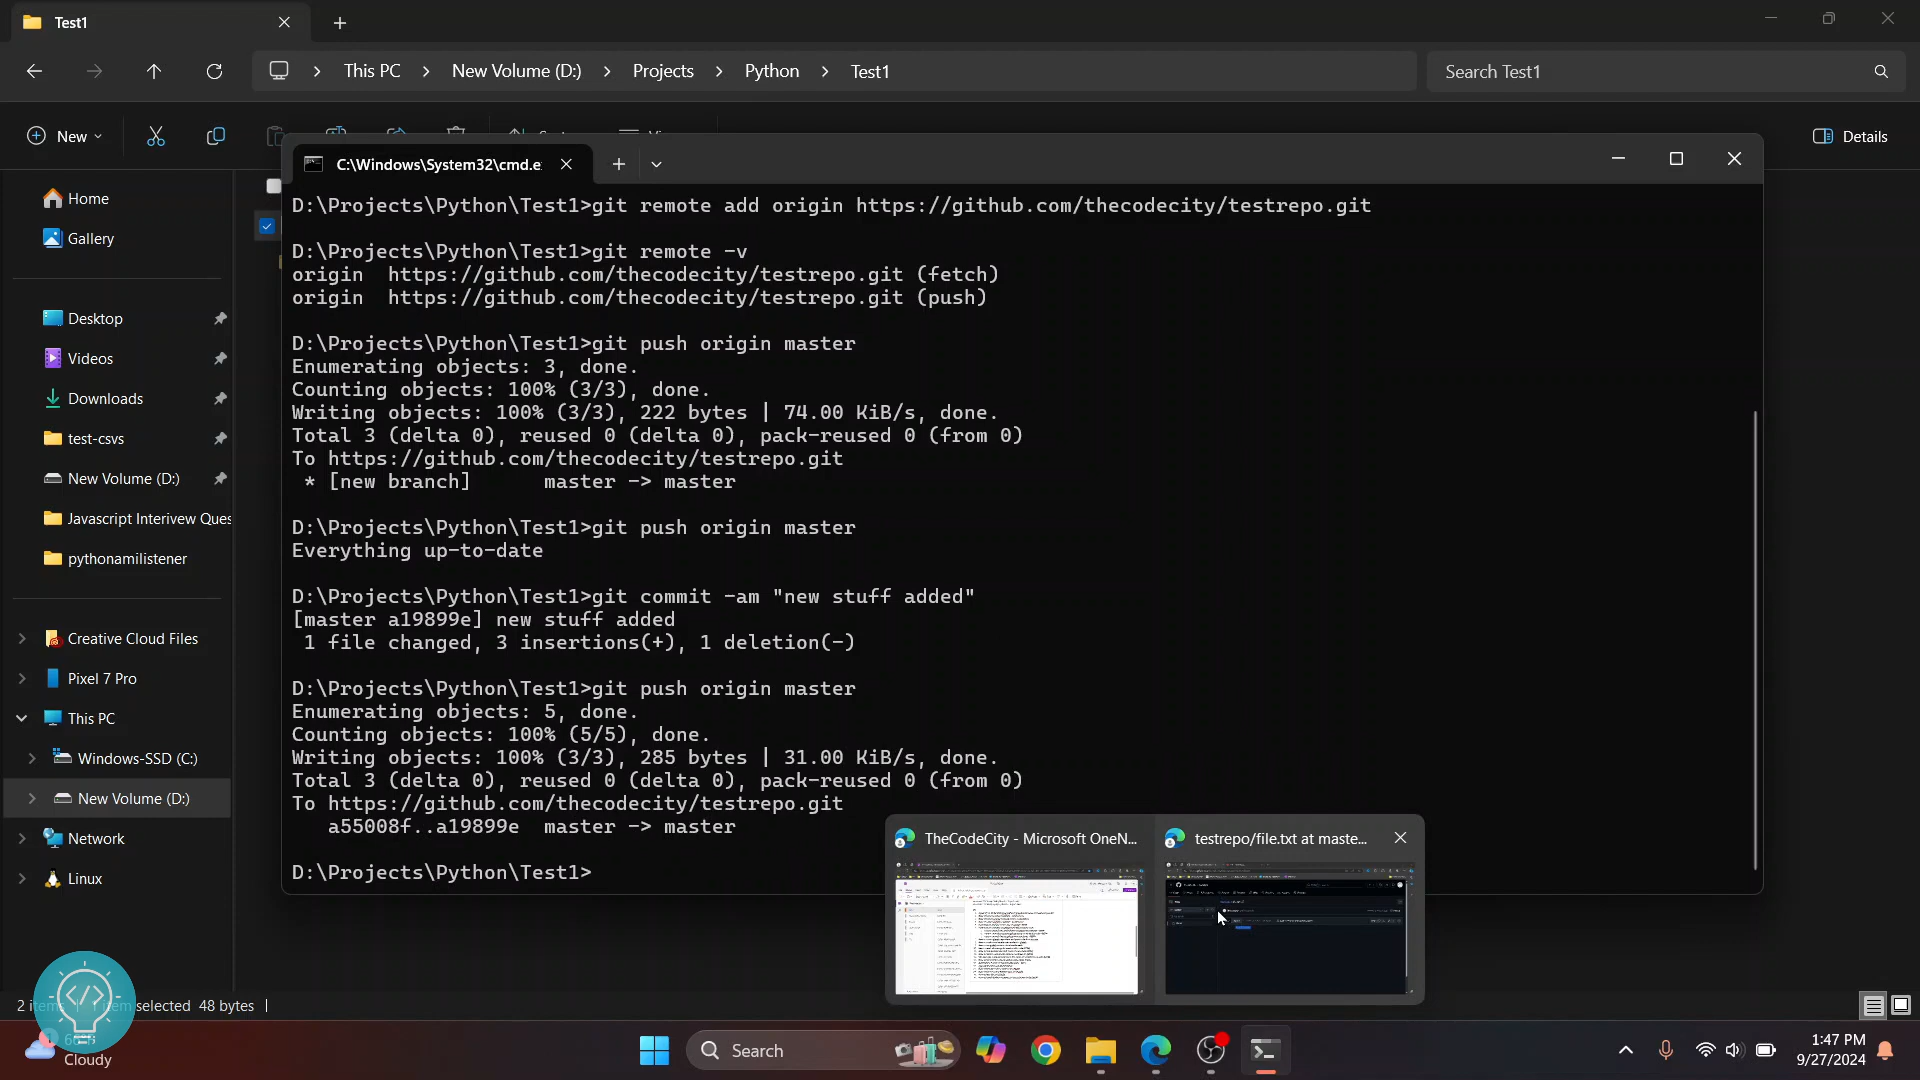 Test1
This PC > New Volume (D:) > Projects > Python > Test1
Search Test1
New
Details
Home
Gallery
Desktop
Videos
Downloads
test-csvs
New Volume (D:)
Javascript Interivew Ques
pythonamilistener
Creative Cloud Files
Pixel 7 Pro
This PC
Windows-SSD (C:)
New Volume (D:)
Network
Linux
C:\Windows\System32\cmd.e
D:\Projects\Python\Test1>git remote add origin https://github.com/thecodecity/testrepo.git
D:\Projects\Python\Test1>git remote -v
origin  https://github.com/thecodecity/testrepo.git (fetch)
origin  https://github.com/thecodecity/testrepo.git (push)
D:\Projects\Python\Test1>git push origin master
Enumerating objects: 3, done.
Counting objects: 100% (3/3), done.
Writing objects: 100% (3/3), 222 bytes | 74.00 KiB/s, done.
Total 3 (delta 0), reused 0 (delta 0), pack-reused 0 (from 0)
To https://github.com/thecodecity/testrepo.git
 * [new branch]      master -> master
D:\Projects\Python\Test1>git push origin master
Everything up-to-date
D:\Projects\Python\Test1>git commit -am "new stuff added"
[master a19899e] new stuff added
 1 file changed, 3 insertions(+), 1 deletion(-)
D:\Projects\Python\Test1>git push origin master
Enumerating objects: 5, done.
Counting objects: 100% (5/5), done.
Writing objects: 100% (3/3), 285 bytes | 31.00 KiB/s, done.
Total 3 (delta 0), reused 0 (delta 0), pack-reused 0 (from 0)
To https://github.com/thecodecity/testrepo.git
   a55008f..a19899e  master -> master
D:\Projects\Python\Test1>
TheCodeCity - Microsoft OneN...
testrepo/file.txt at maste...
selected 48 bytes
Cloudy
Search
1:47 PM
9/27/2024